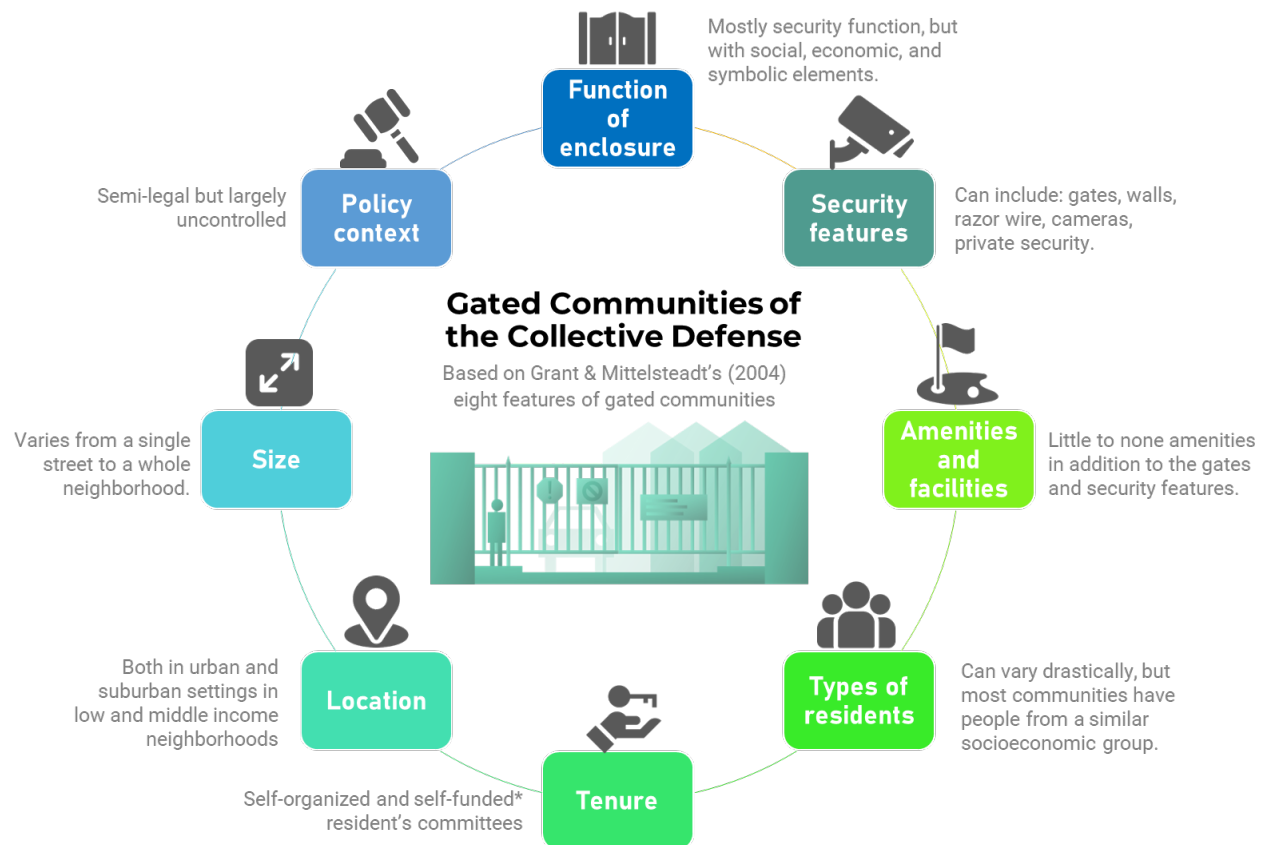 Function
of
enclosure
Mostly security function, but
with social, economic, and
symbolic elements.
Security
features
Can include: gates, walls,
razor wire, cameras,
private security.
Amenities
and
facilities
Little to none amenities
in addition to the gates
and security features.
Types of
residents
Can vary drastically, but
most communities have
people from a similar
socioeconomic group.
Tenure
Self-organized and self-funded*
resident’s committees
Location
Both in urban and
suburban settings in
low and middle income
neighborhoods
Size
Varies from a single
street to a whole
neighborhood.
Policy
context
Semi-legal but largely
uncontrolled
Gated Communities of
the Collective Defense
Based on Grant & Mittelsteadt’s (2004)
eight features of gated communities